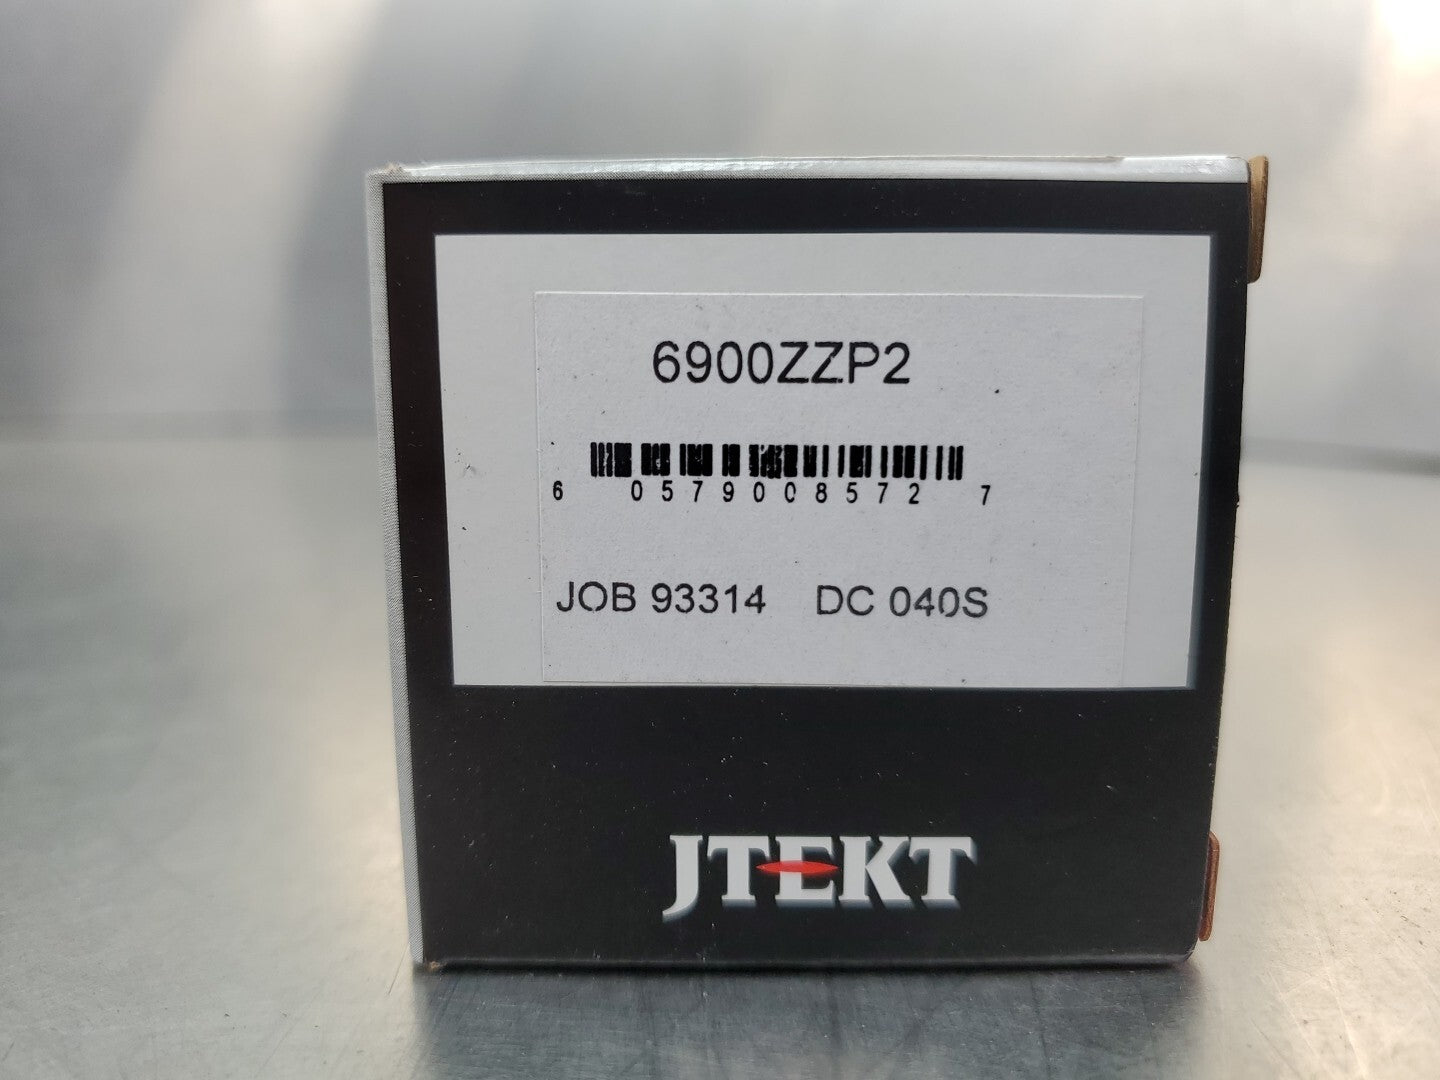 6900ZZP2
6 0579008572 7
JOB 93314 DC 040S
JTEKT